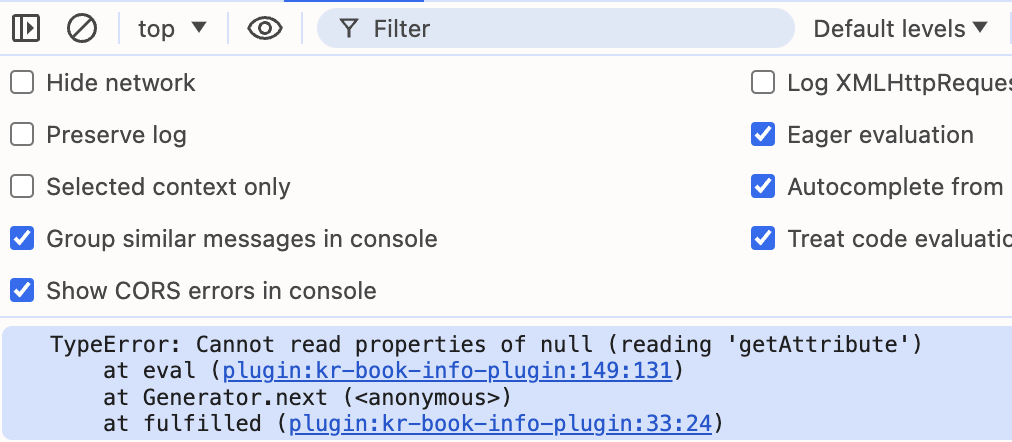 top ▼ Filter Default levels ▼
Hide network
Log XMLHttpReques
Preserve log
Eager evaluation
Selected context only
Autocomplete from
Group similar messages in console
Treat code evaluatio
Show CORS errors in console
TypeError: Cannot read properties of null (reading 'getAttribute')
at eval (plugin:kr-book-info-plugin:149:131)
at Generator.next (<anonymous>)
at fulfilled (plugin:kr-book-info-plugin:33:24)